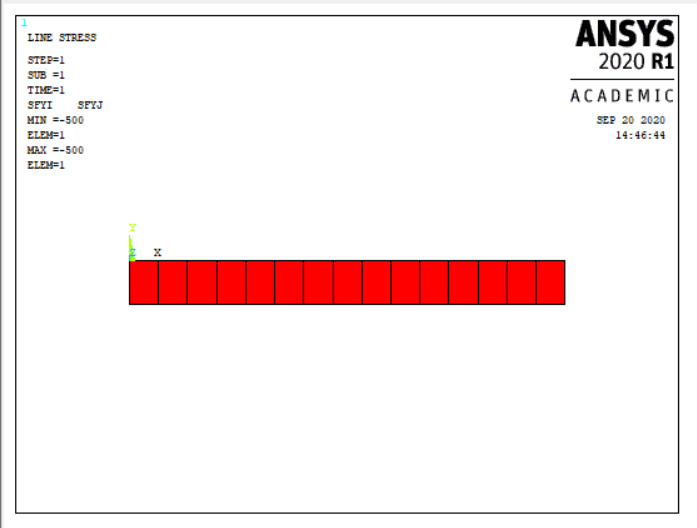 1
LINE STRESS
STEP=1
SUB =1
TIME=1
SFYI SFYJ
MIN =-500
ELEM=1
MAX =-500
ELEM=1
ANSYS
2020 R1
ACADEMIC
SEP 20 2020
14:46:44
Y
Z X